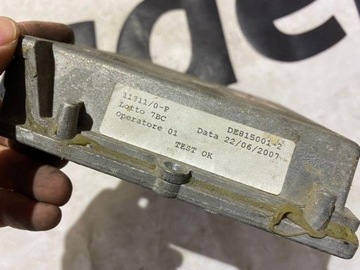 11311/0-P DE815001-2
Lotto 7BC
Operatore 01 Data 22/06/2007
TEST OK